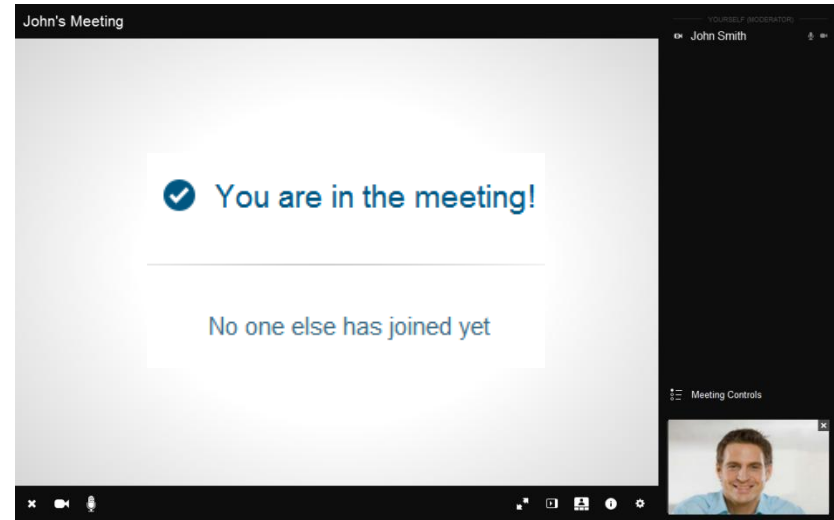 John's Meeting
YOURSELF (MODERATOR)
John Smith
You are in the meeting!
No one else has joined yet
Meeting Controls